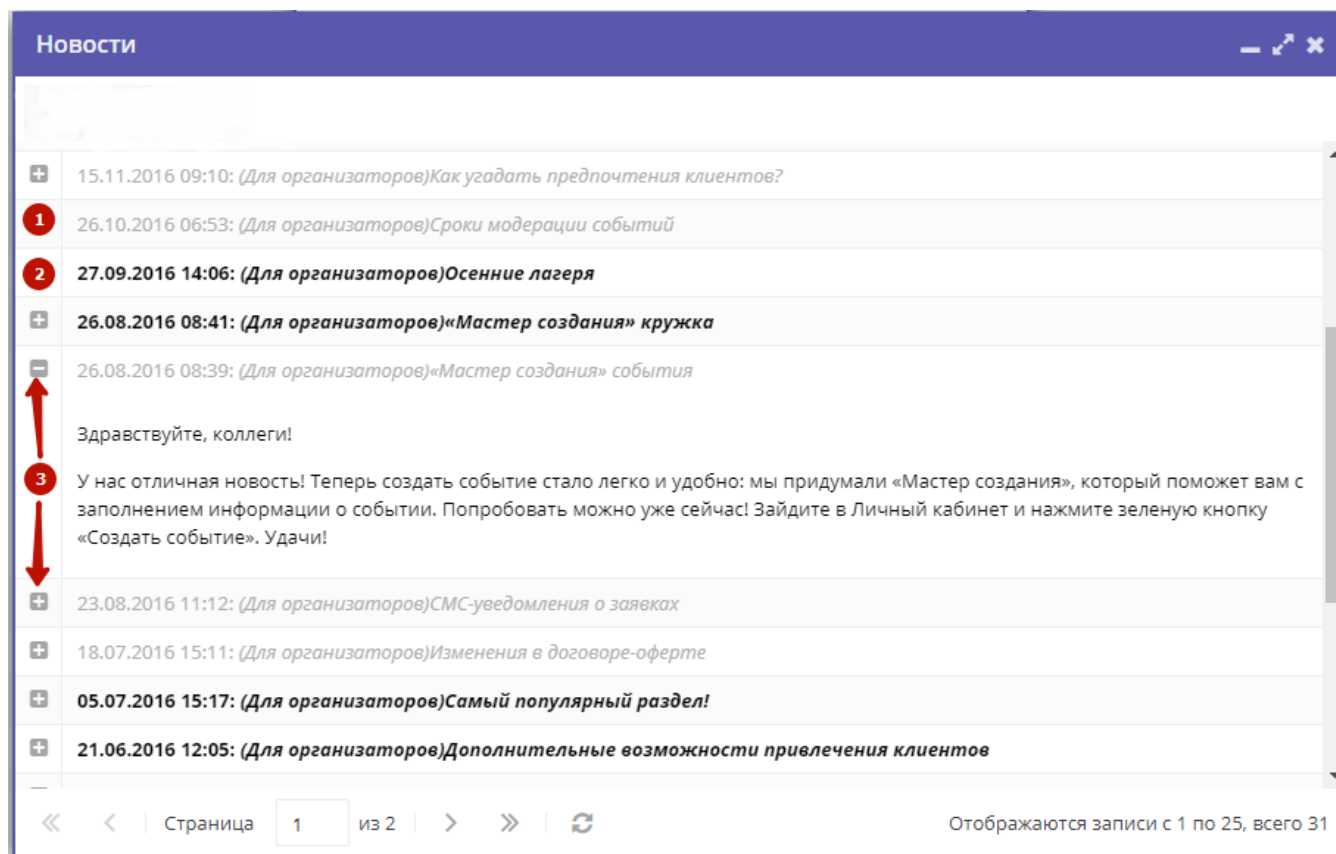 Новости
15.11.2016 09:10: (Для организаторов)Как угадать предпочтения клиентов?
1
26.10.2016 06:53: (Для организаторов)Сроки модерации событий
2
27.09.2016 14:06: (Для организаторов)Осенние лагеря
26.08.2016 08:41: (Для организаторов)«Мастер создания» кружка
26.08.2016 08:39: (Для организаторов)«Мастер создания» события
Здравствуйте, коллеги!
3
У нас отличная новость! Теперь создать событие стало легко и удобно: мы придумали «Мастер создания», который поможет вам с
заполнением информации о событии. Попробовать можно уже сейчас! Зайдите в Личный кабинет и нажмите зеленую кнопку
«Создать событие». Удачи!
23.08.2016 11:12: (Для организаторов)СМС-уведомления о заявках
18.07.2016 15:11: (Для организаторов)Изменения в договоре-оферте
05.07.2016 15:17: (Для организаторов)Самый популярный раздел!
21.06.2016 12:05: (Для организаторов)Дополнительные возможности привлечения клиентов
Страница 1 из 2
Отображаются записи с 1 по 25, всего 31